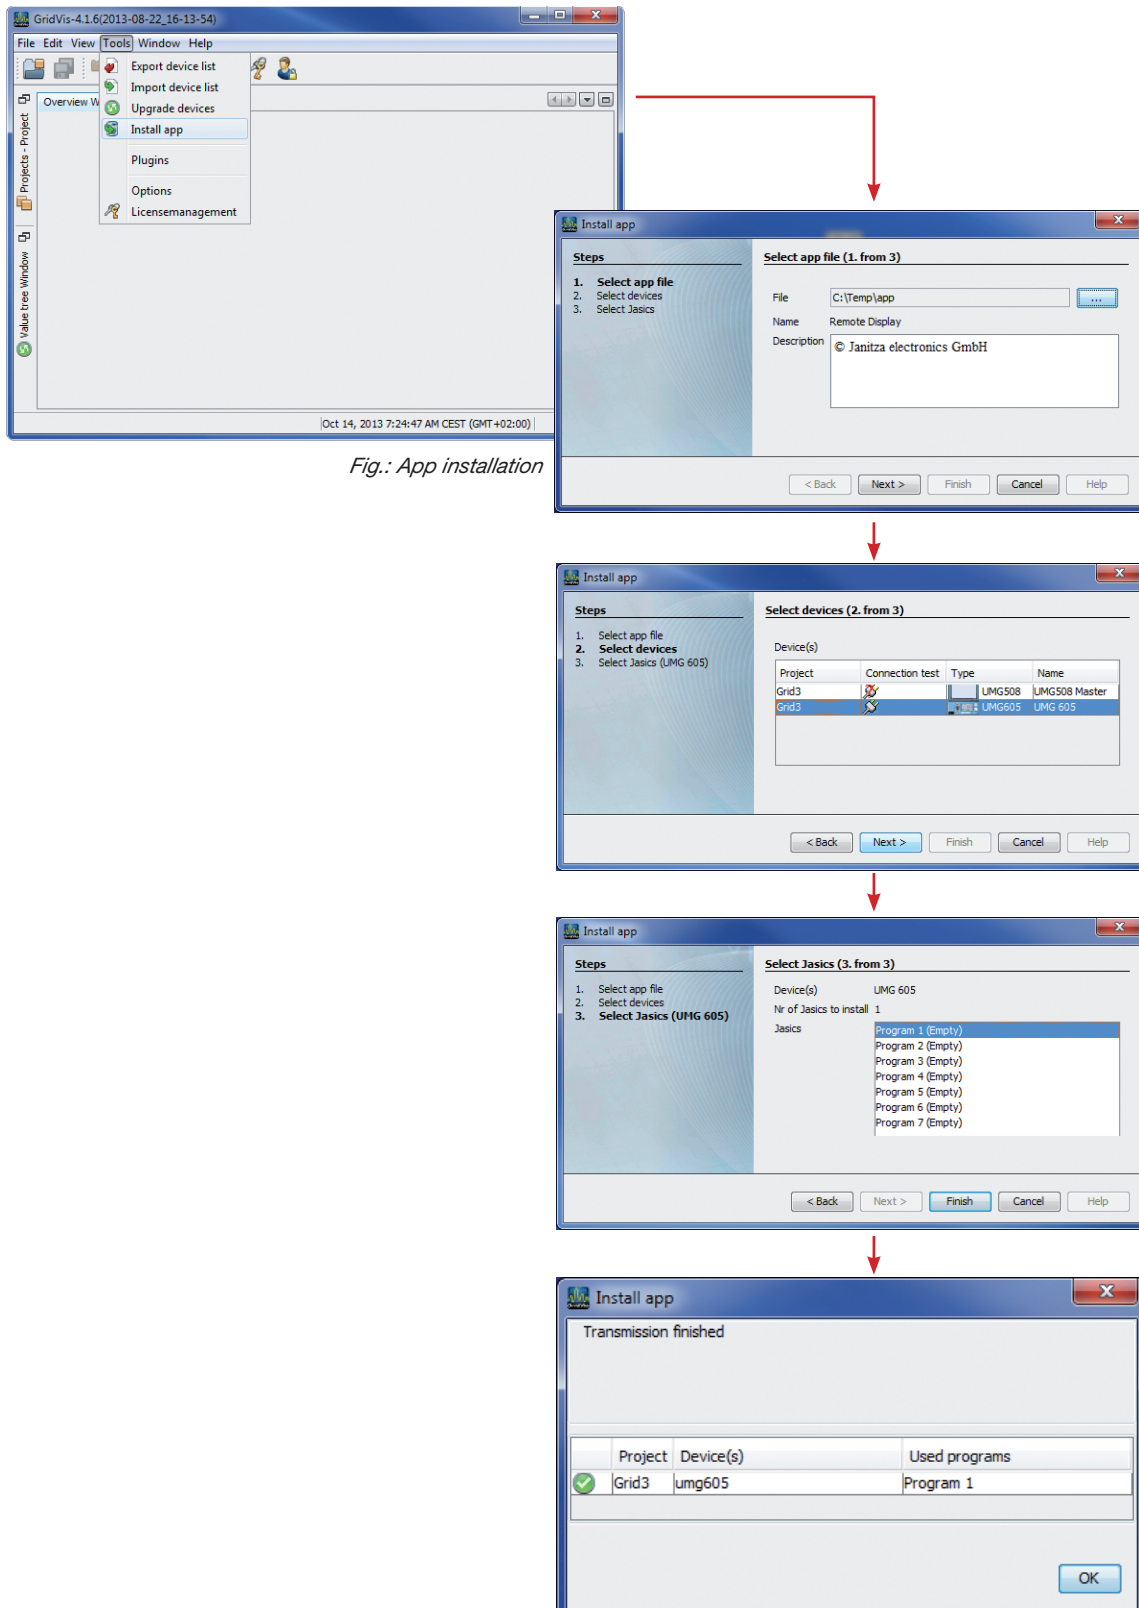 GridVis-4.1.6(2013-08-22_16-13-54)
File Edit View Tools Window Help
Export device list
Import device list
Upgrade devices
Install app
Plugins
Options
Licensemanagement
Overview W
Projects - Project
Value tree Window
Oct 14, 2013 7:24:47 AM CEST (GMT+02:00)
Fig.: App installation
Install app
Steps
1. Select app file
2. Select devices
3. Select Jasics
Select app file (1. from 3)
File C:\Temp\app ...
Name Remote Display
Description © Janitza electronics GmbH
< Back Next > Finish Cancel Help
Install app
Steps
1. Select app file
2. Select devices
3. Select Jasics (UMG 605)
Select devices (2. from 3)
Device(s)
Project Connection test Type Name
Grid3 UMG508 UMG508 Master
Grid3 UMG605 UMG 605
< Back Next > Finish Cancel Help
Install app
Steps
1. Select app file
2. Select devices
3. Select Jasics (UMG 605)
Select Jasics (3. from 3)
Device(s) UMG 605
Nr of Jasics to install 1
Jasics Program 1 (Empty)
Program 2 (Empty)
Program 3 (Empty)
Program 4 (Empty)
Program 5 (Empty)
Program 6 (Empty)
Program 7 (Empty)
< Back Next > Finish Cancel Help
Install app
Transmission finished
Project Device(s) Used programs
Grid3 umg605 Program 1
OK